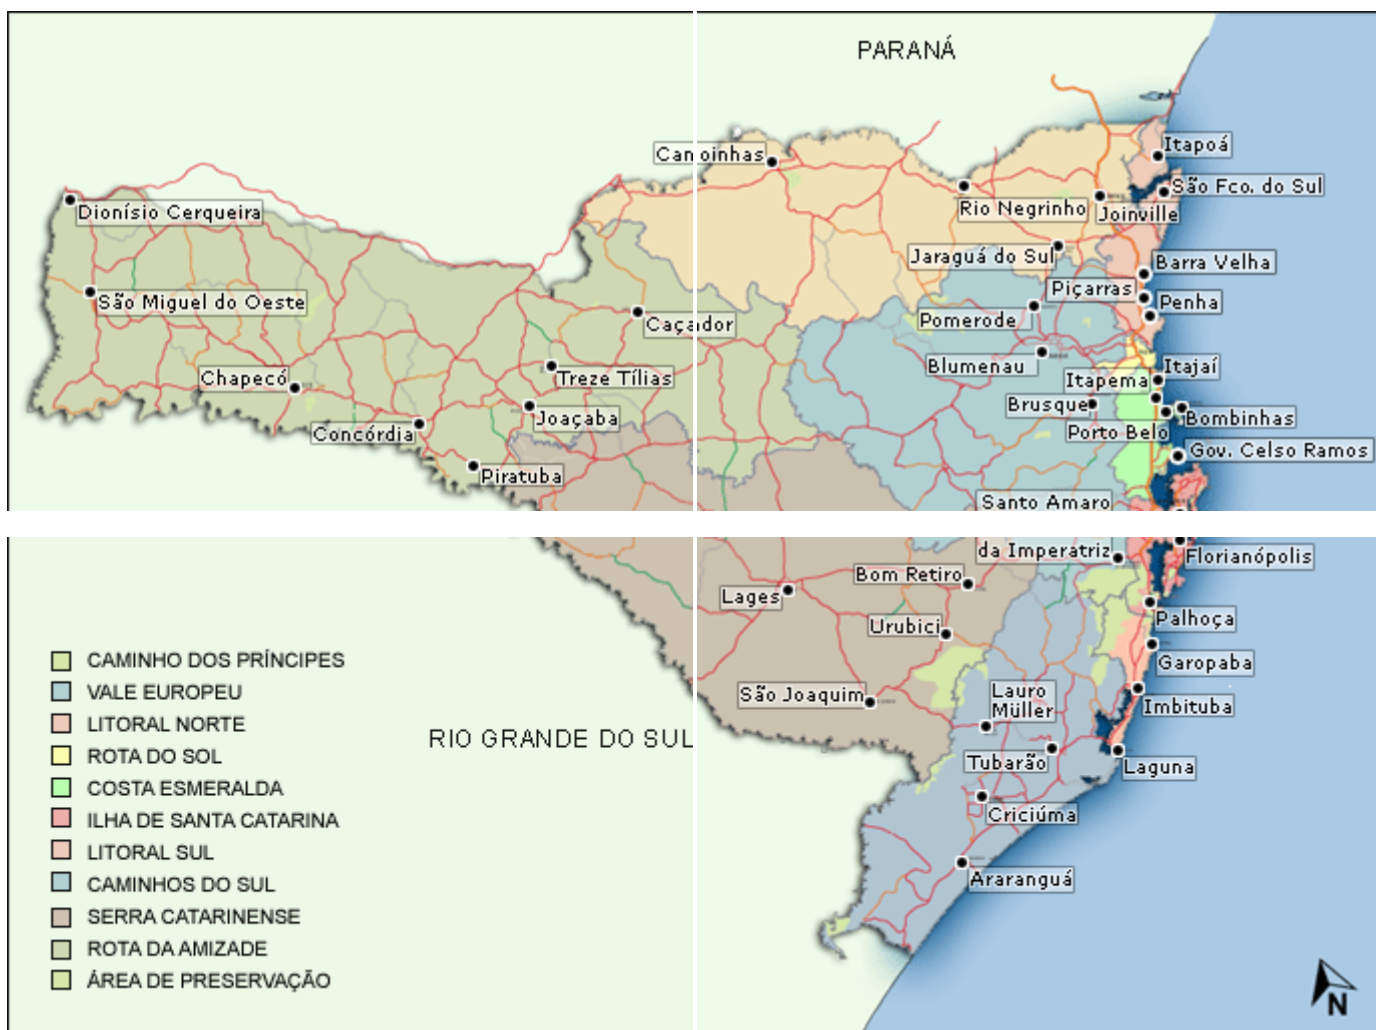 PARANÁ
Canoinhas
Itapoá
São Fco. do Sul
Dionísio Cerqueira
Rio Negrinho
Joinville
Jaraguá do Sul
Barra Velha
São Miguel do Oeste
Piçarras
Penha
Caçador
Pomerode
Blumenau
Itajaí
Chapecó
Treze Tílias
Itapema
Brusque
Joaçaba
Bombinhas
Concórdia
Porto Belo
Gov. Celso Ramos
Piratuba
Santo Amaro
da Imperatriz
Florianópolis
Bom Retiro
Lages
Palhoça
Urubici
Garopaba
São Joaquim
Lauro
Müller
Imbituba
RIO GRANDE DO SUL
Tubarão
Laguna
Criciúma
Araranguá
CAMINHO DOS PRÍNCIPES
VALE EUROPEU
LITORAL NORTE
ROTA DO SOL
COSTA ESMERALDA
ILHA DE SANTA CATARINA
LITORAL SUL
CAMINHOS DO SUL
SERRA CATARINENSE
ROTA DA AMIZADE
ÁREA DE PRESERVAÇÃO
N